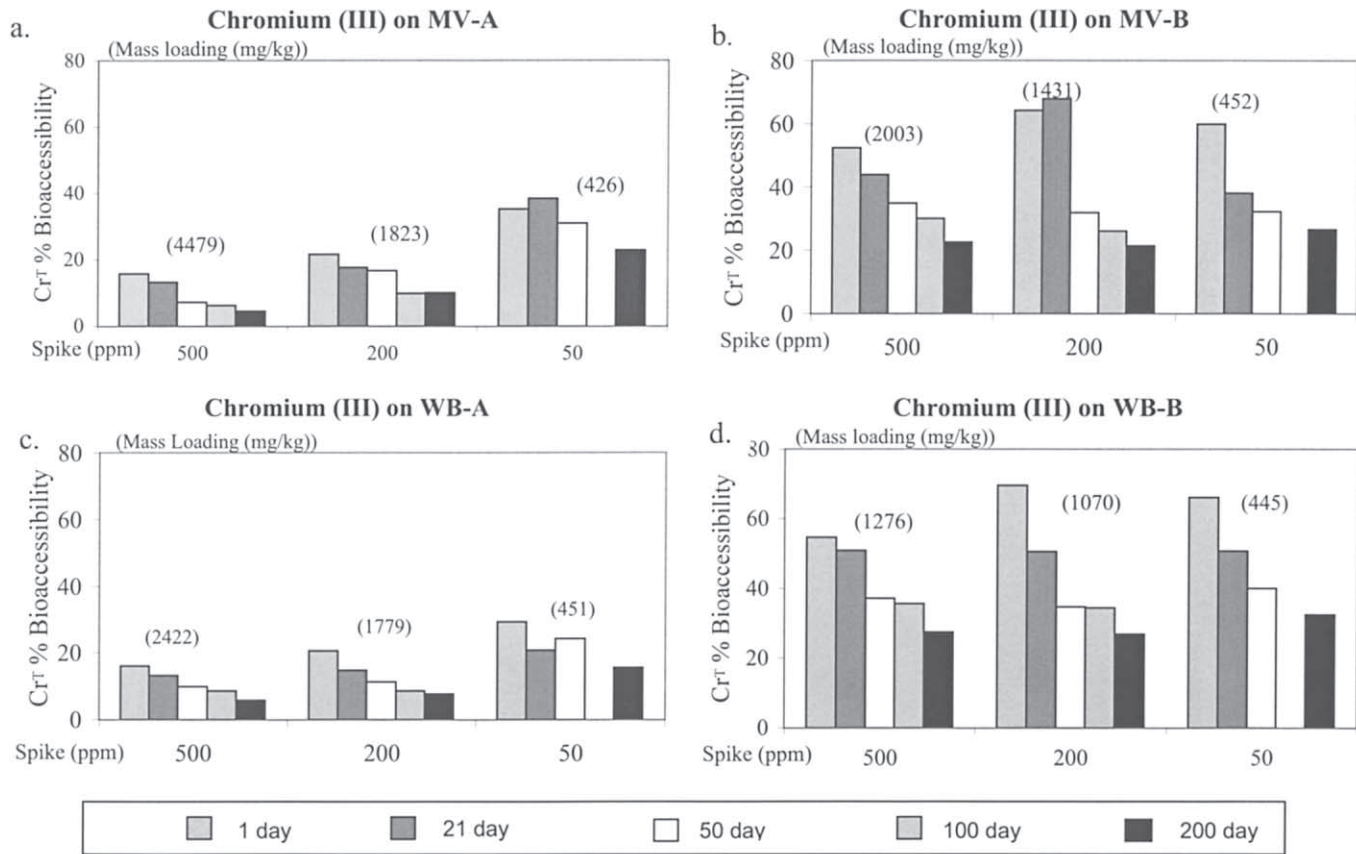 Chromium (III) on MV-A
a.
(Mass loading (mg/kg))
80
60
40
20
0
Crᵀ % Bioaccessibility
(4479)
(1823)
(426)
Spike (ppm)
500
200
50
Chromium (III) on MV-B
b.
(Mass loading (mg/kg))
80
60
40
20
0
Crᵀ % Bioaccessibility
(2003)
(1431)
(452)
Spike (ppm)
500
200
50
Chromium (III) on WB-A
c.
(Mass Loading (mg/kg))
80
60
40
20
0
Crᵀ % Bioaccessibility
(2422)
(1779)
(451)
Spike (ppm)
500
200
50
Chromium (III) on WB-B
d.
(Mass loading (mg/kg))
80
60
40
20
0
Crᵀ % Bioaccessibility
(1276)
(1070)
(445)
Spike (ppm)
500
200
50
1 day 21 day 50 day 100 day 200 day